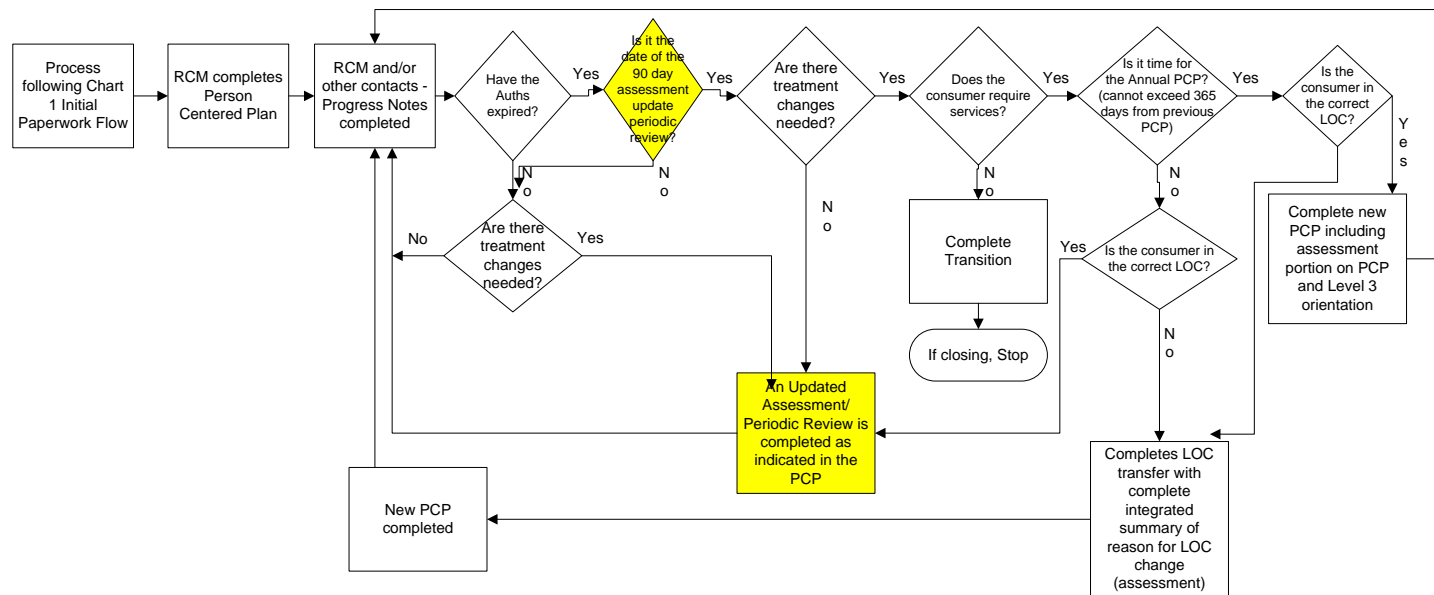 Process
following Chart
1 Initial
Paperwork Flow
RCM completes
Person
Centered Plan
RCM and/or
other contacts -
Progress Notes
completed
Have the
Auths
expired?
Yes
Is it the
date of the
90 day
assessment
update
periodic
review?
Yes
Are there
treatment
changes
needed?
Yes
Does the
consumer require
services?
Yes
Is it time for
the Annual PCP?
(cannot exceed 365
days from previous
PCP)
Yes
Is the
consumer
in the correct
LOC?
Y
e
s
N
o
N
o
N
o
N
o
N
o
Are there
treatment
changes
needed?
No
Yes
Complete
Transition
If closing, Stop
Yes
Is the consumer in
the correct LOC?
N
o
Complete new
PCP including
assessment
portion on PCP
and Level 3
orientation
An Updated
Assessment/
Periodic Review is
completed as
indicated in the
PCP
New PCP
completed
Completes LOC
transfer with
complete
integrated
summary of
reason for LOC
change
(assessment)